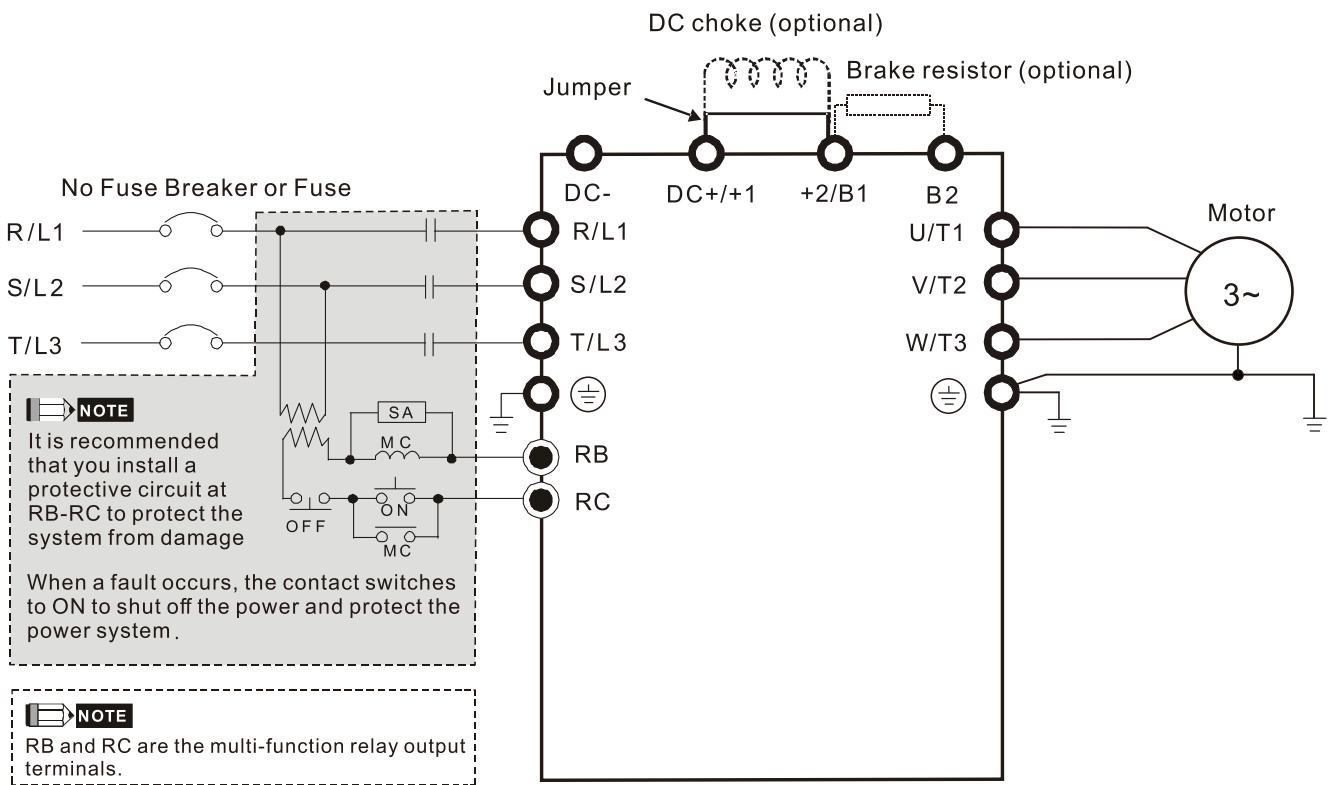 DC choke (optional)
Jumper
Brake resistor (optional)
No Fuse Breaker or Fuse
DC-
DC+/+1
+2/B1
B2
Motor
R/L1
R/L1
U/T1
S/L2
S/L2
V/T2
3~
T/L3
T/L3
W/T3
NOTE
It is recommended
that you install a
protective circuit at
RB-RC to protect the
system from damage
SA
MC
RB
OFF
ON
RC
MC
When a fault occurs, the contact switches
to ON to shut off the power and protect the
power system.
NOTE
RB and RC are the multi-function relay output
terminals.